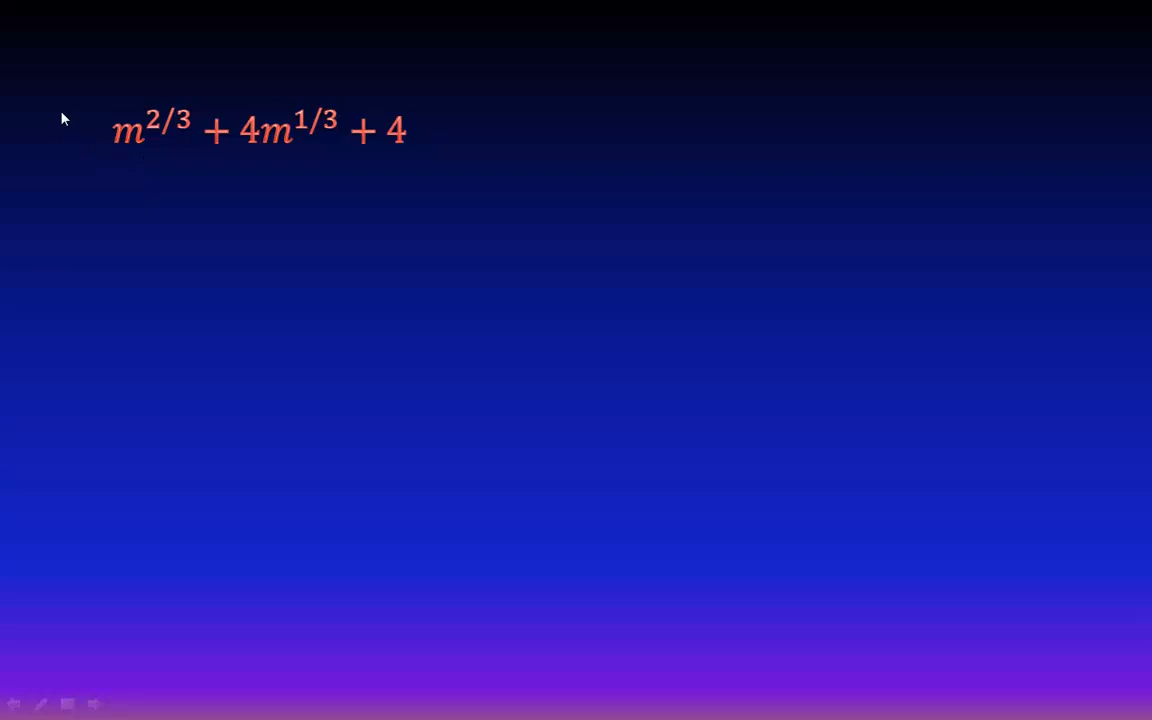 $m^{2/3} + 4m^{1/3} + 4$